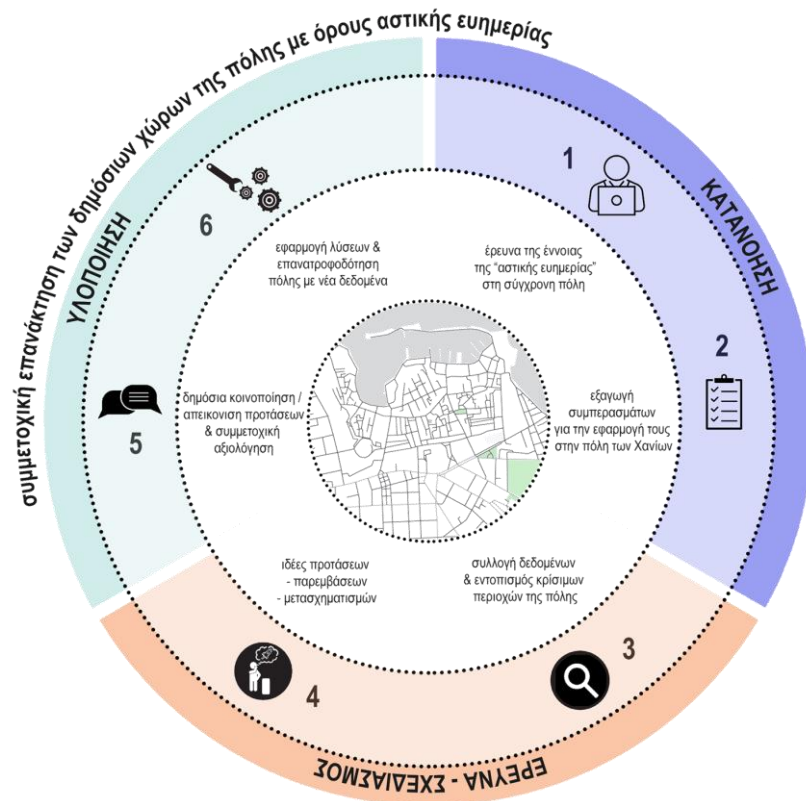 συμμετοχική επανάκτηση των δημόσιων χώρων της πόλης με όρους αστικής ευημερίας
ΚΑΤΑΝΟΗΣΗ
1
έρευνα της έννοιας
της "αστικής ευημερίας"
στη σύγχρονη πόλη
2
εξαγωγή
συμπερασμάτων
για την εφαρμογή τους
στην πόλη των Χανίων
ΕΡΕΥΝΑ - ΣΧΕΔΙΑΣΜΟΣ
3
συλλογή δεδομένων
& εντοπισμός κρίσιμων
περιοχών της πόλης
4
ιδέες προτάσεων
- παρεμβάσεων
- μετασχηματισμών
ΥΛΟΠΟΙΗΣΗ
5
δημόσια κοινοποίηση /
απεικονιση προτάσεων
& συμμετοχική
αξιολόγηση
6
εφαρμογή λύσεων &
επανατροφοδότηση
πόλης με νέα δεδομένα